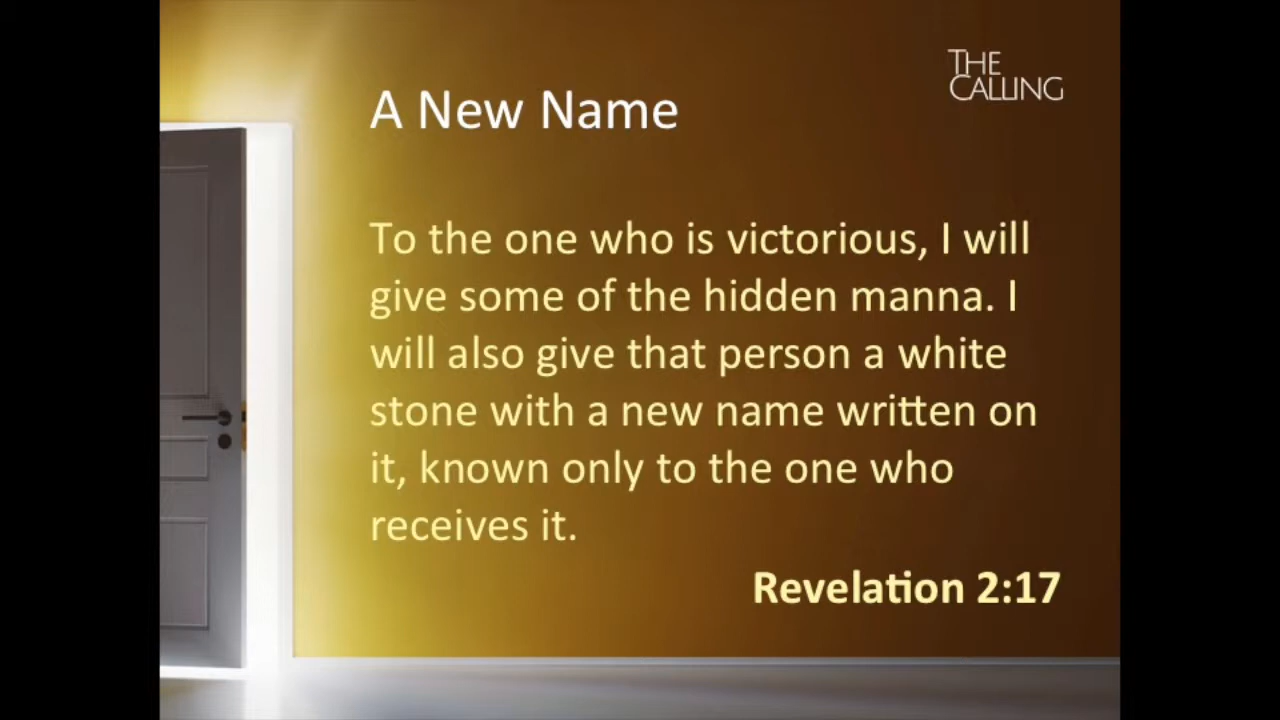 THE
CALLING
A New Name
To the one who is victorious, I will
give some of the hidden manna. I
will also give that person a white
stone with a new name written on
it, known only to the one who
receives it.
Revelation 2:17